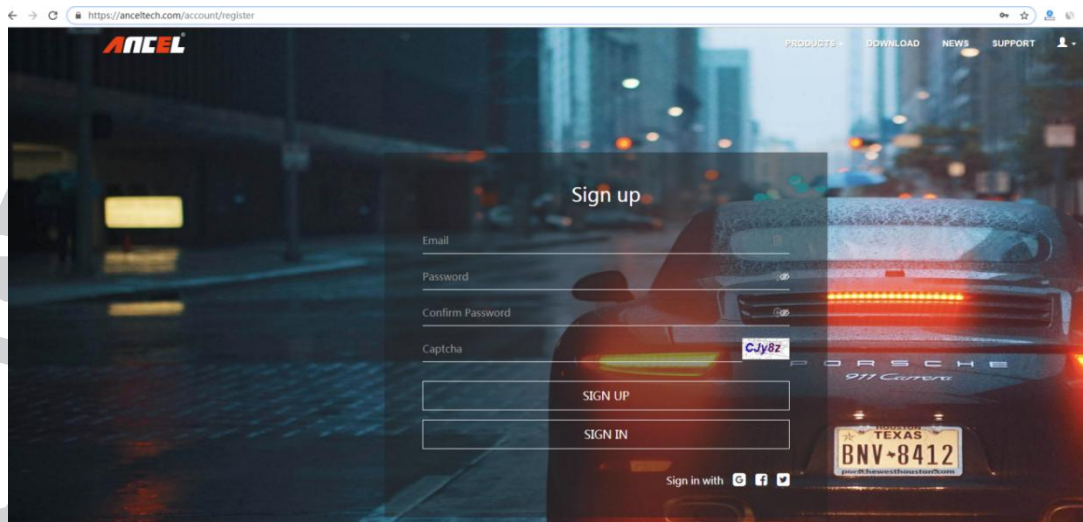 https://anceltech.com/account/register
ANCEL
PRODUCTS DOWNLOAD NEWS SUPPORT
Sign up
Email
Password
Confirm Password
Captcha CJy8z
SIGN UP
SIGN IN
Sign in with G f
PORSCHE
911 Carrera
HOUSTON
TEXAS
BNV 8412